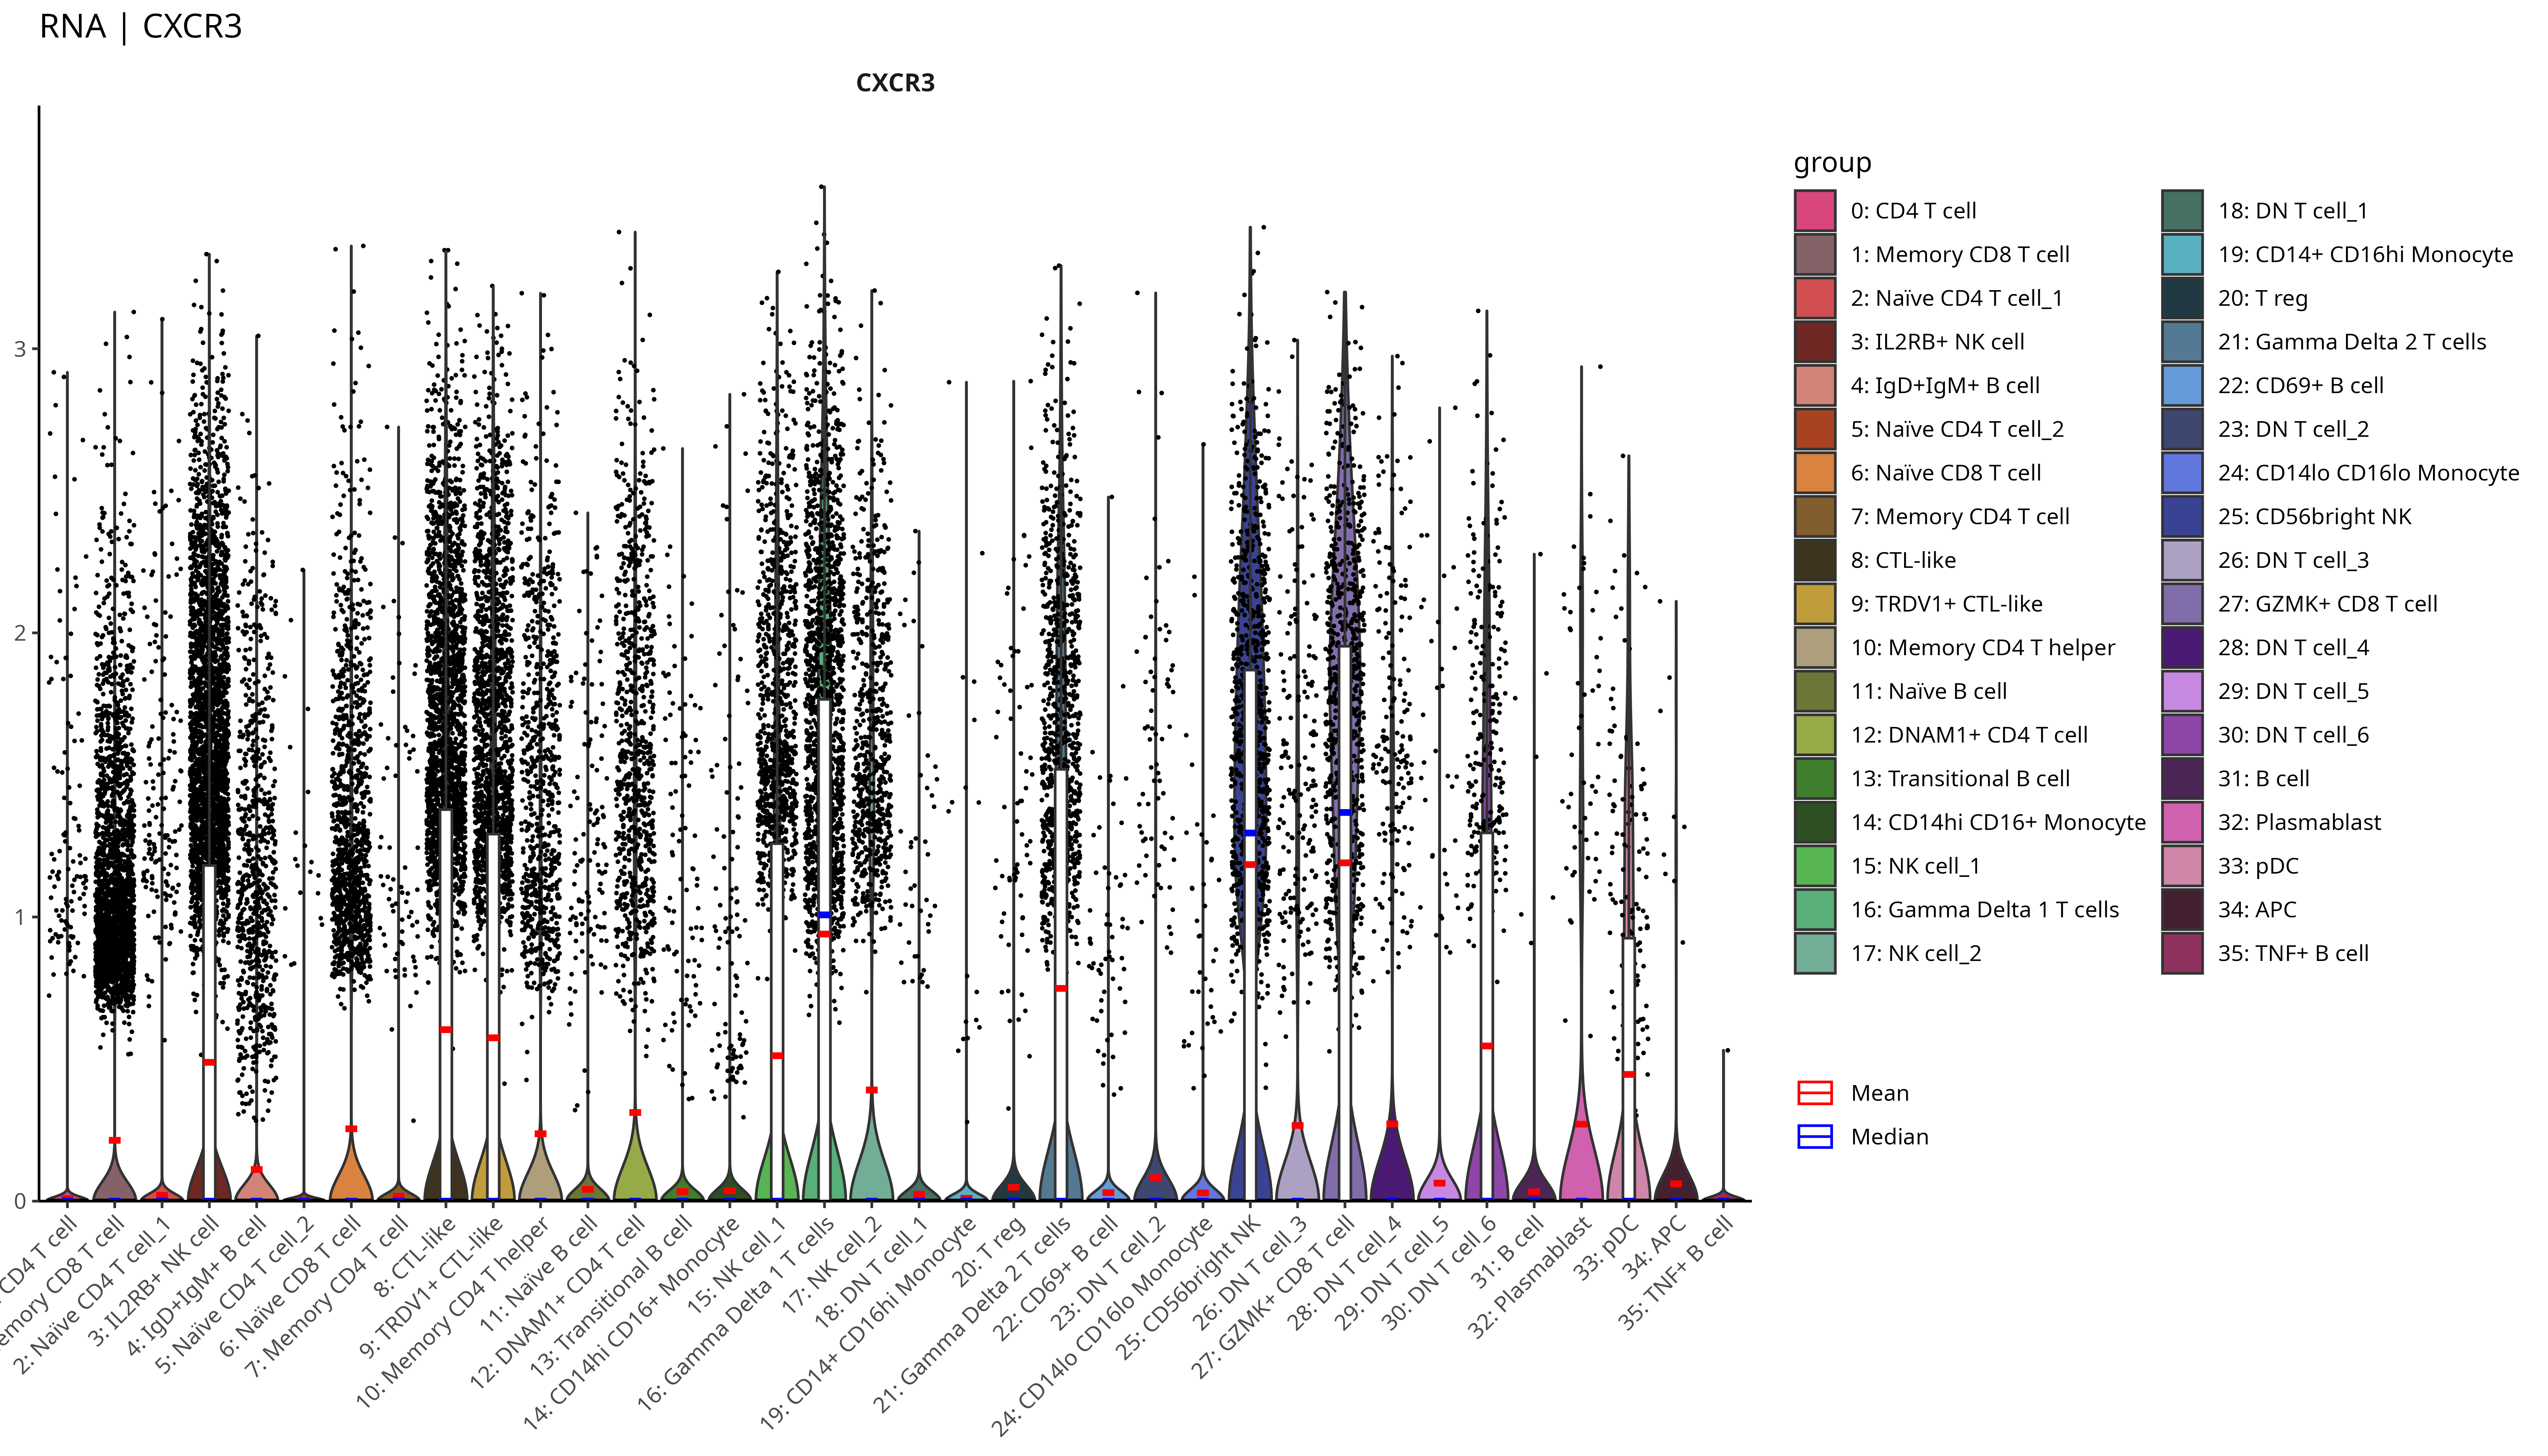 RNA | CXCR3
CXCR3
3
2
1
0
CD4 T cell
emory CD8 T cell
2: Naïve CD4 T cell_1
3: IL2RB+ NK cell
4: IgD+IgM+ B cell
5: Naïve CD4 T cell_2
6: Naïve CD8 T cell
7: Memory CD4 T cell
8: CTL-like
9: TRDV1+ CTL-like
10: Memory CD4 T helper
11: Naïve B cell
12: DNAM1+ CD4 T cell
13: Transitional B cell
14: CD14hi CD16+ Monocyte
15: NK cell_1
16: Gamma Delta 1 T cells
17: NK cell_2
18: DN T cell_1
19: CD14+ CD16hi Monocyte
20: T reg
21: Gamma Delta 2 T cells
22: CD69+ B cell
23: DN T cell_2
24: CD14lo CD16lo Monocyte
25: CD56bright NK
26: DN T cell_3
27: GZMK+ CD8 T cell
28: DN T cell_4
29: DN T cell_5
30: DN T cell_6
31: B cell
32: Plasmablast
33: pDC
34: APC
35: TNF+ B cell
group
0: CD4 T cell
1: Memory CD8 T cell
2: Naïve CD4 T cell_1
3: IL2RB+ NK cell
4: IgD+IgM+ B cell
5: Naïve CD4 T cell_2
6: Naïve CD8 T cell
7: Memory CD4 T cell
8: CTL-like
9: TRDV1+ CTL-like
10: Memory CD4 T helper
11: Naïve B cell
12: DNAM1+ CD4 T cell
13: Transitional B cell
14: CD14hi CD16+ Monocyte
15: NK cell_1
16: Gamma Delta 1 T cells
17: NK cell_2
18: DN T cell_1
19: CD14+ CD16hi Monocyte
20: T reg
21: Gamma Delta 2 T cells
22: CD69+ B cell
23: DN T cell_2
24: CD14lo CD16lo Monocyte
25: CD56bright NK
26: DN T cell_3
27: GZMK+ CD8 T cell
28: DN T cell_4
29: DN T cell_5
30: DN T cell_6
31: B cell
32: Plasmablast
33: pDC
34: APC
35: TNF+ B cell
Mean
Median